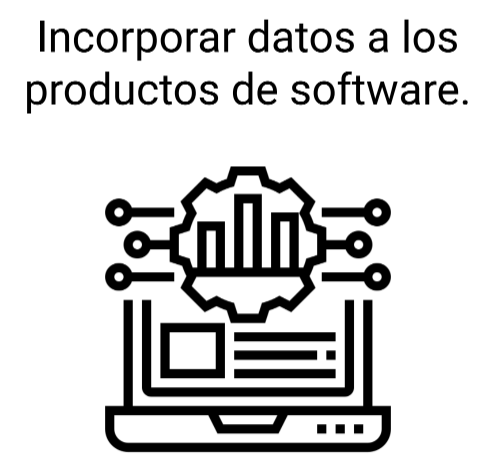 Incorporar datos a los
productos de software.